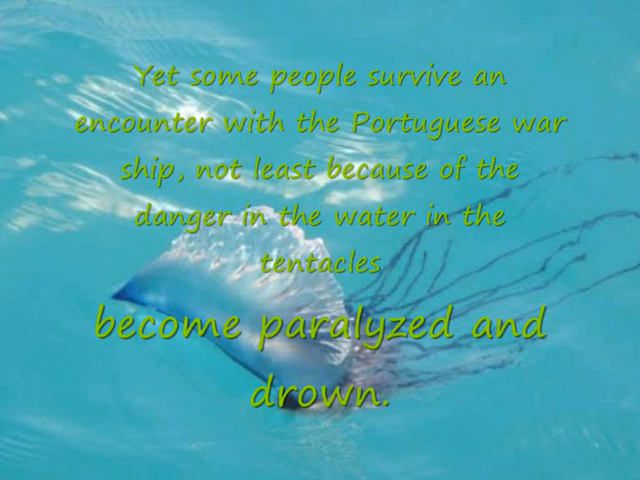 Yet some people survive an
encounter with the Portuguese war
ship, not least because of the
danger in the water in the
tentacles
become paralyzed and
drown.